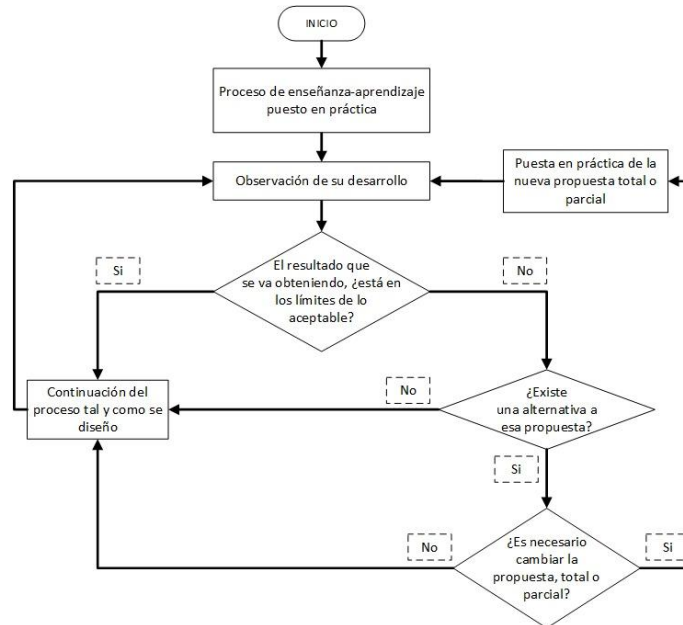 INICIO
Proceso de enseñanza-aprendizaje
puesto en práctica
Observación de su desarrollo
Puesta en práctica de la
nueva propuesta total o
parcial
El resultado que
se va obteniendo, ¿está en
los límites de lo
aceptable?
Si
No
Continuación del
proceso tal y como se
diseño
No
¿Existe
una alternativa a
esa propuesta?
Si
No
¿Es necesario
cambiar la
propuesta, total o
parcial?
Si